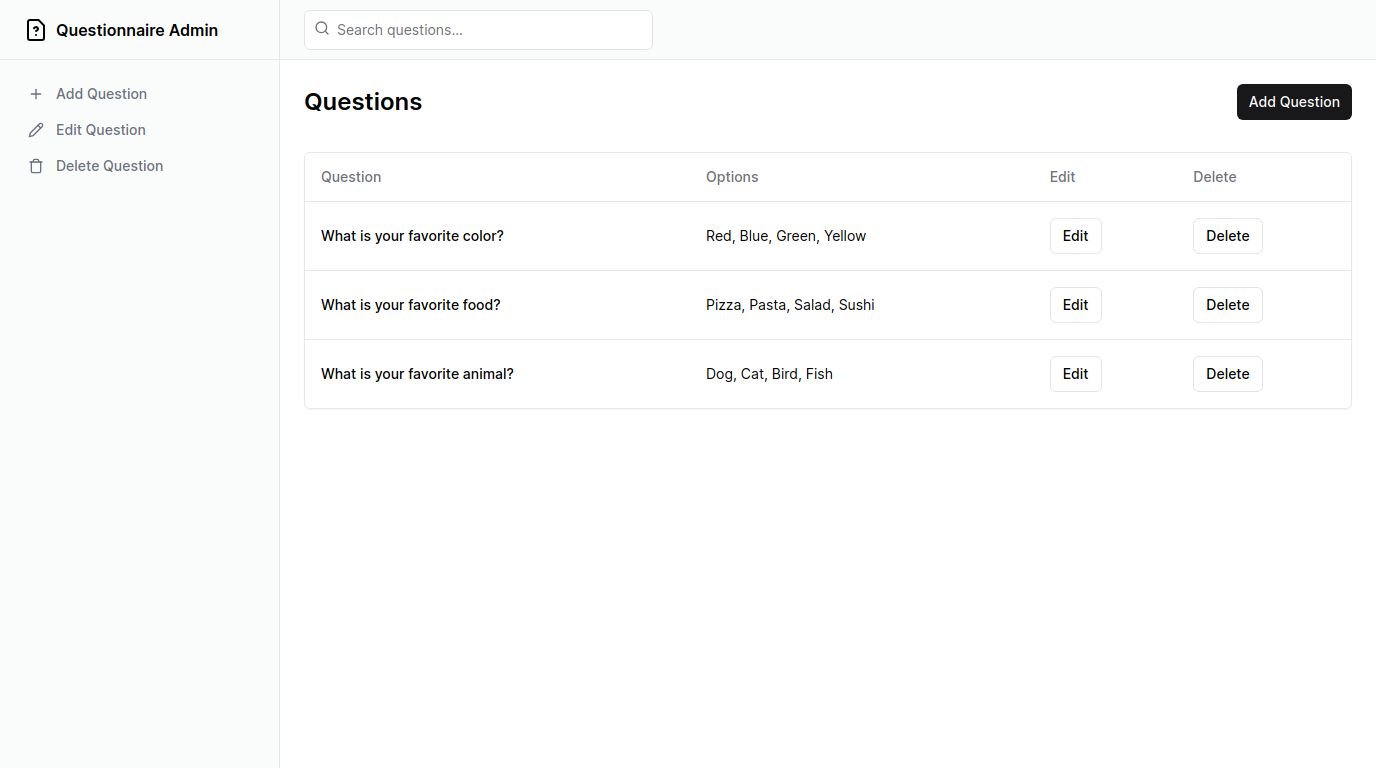 Questionnaire Admin
Search questions...
Add Question
Edit Question
Delete Question
Questions
Add Question
Question Options Edit Delete
What is your favorite color? Red, Blue, Green, Yellow Edit Delete
What is your favorite food? Pizza, Pasta, Salad, Sushi Edit Delete
What is your favorite animal? Dog, Cat, Bird, Fish Edit Delete